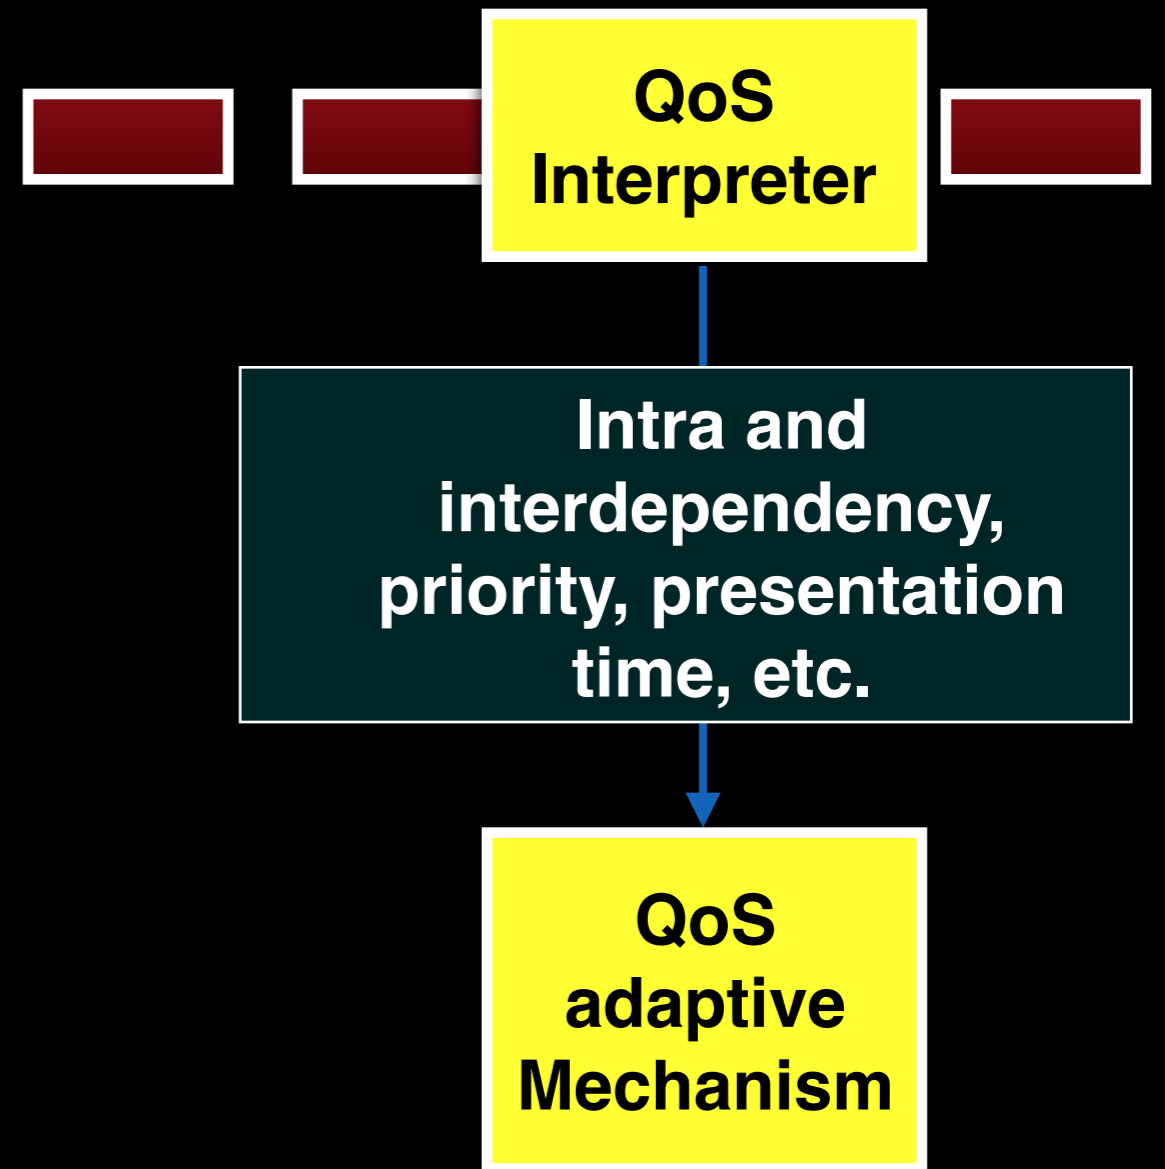 QoS
Interpreter
Intra and
interdependency,
priority, presentation
time, etc.
QoS
adaptive
Mechanism